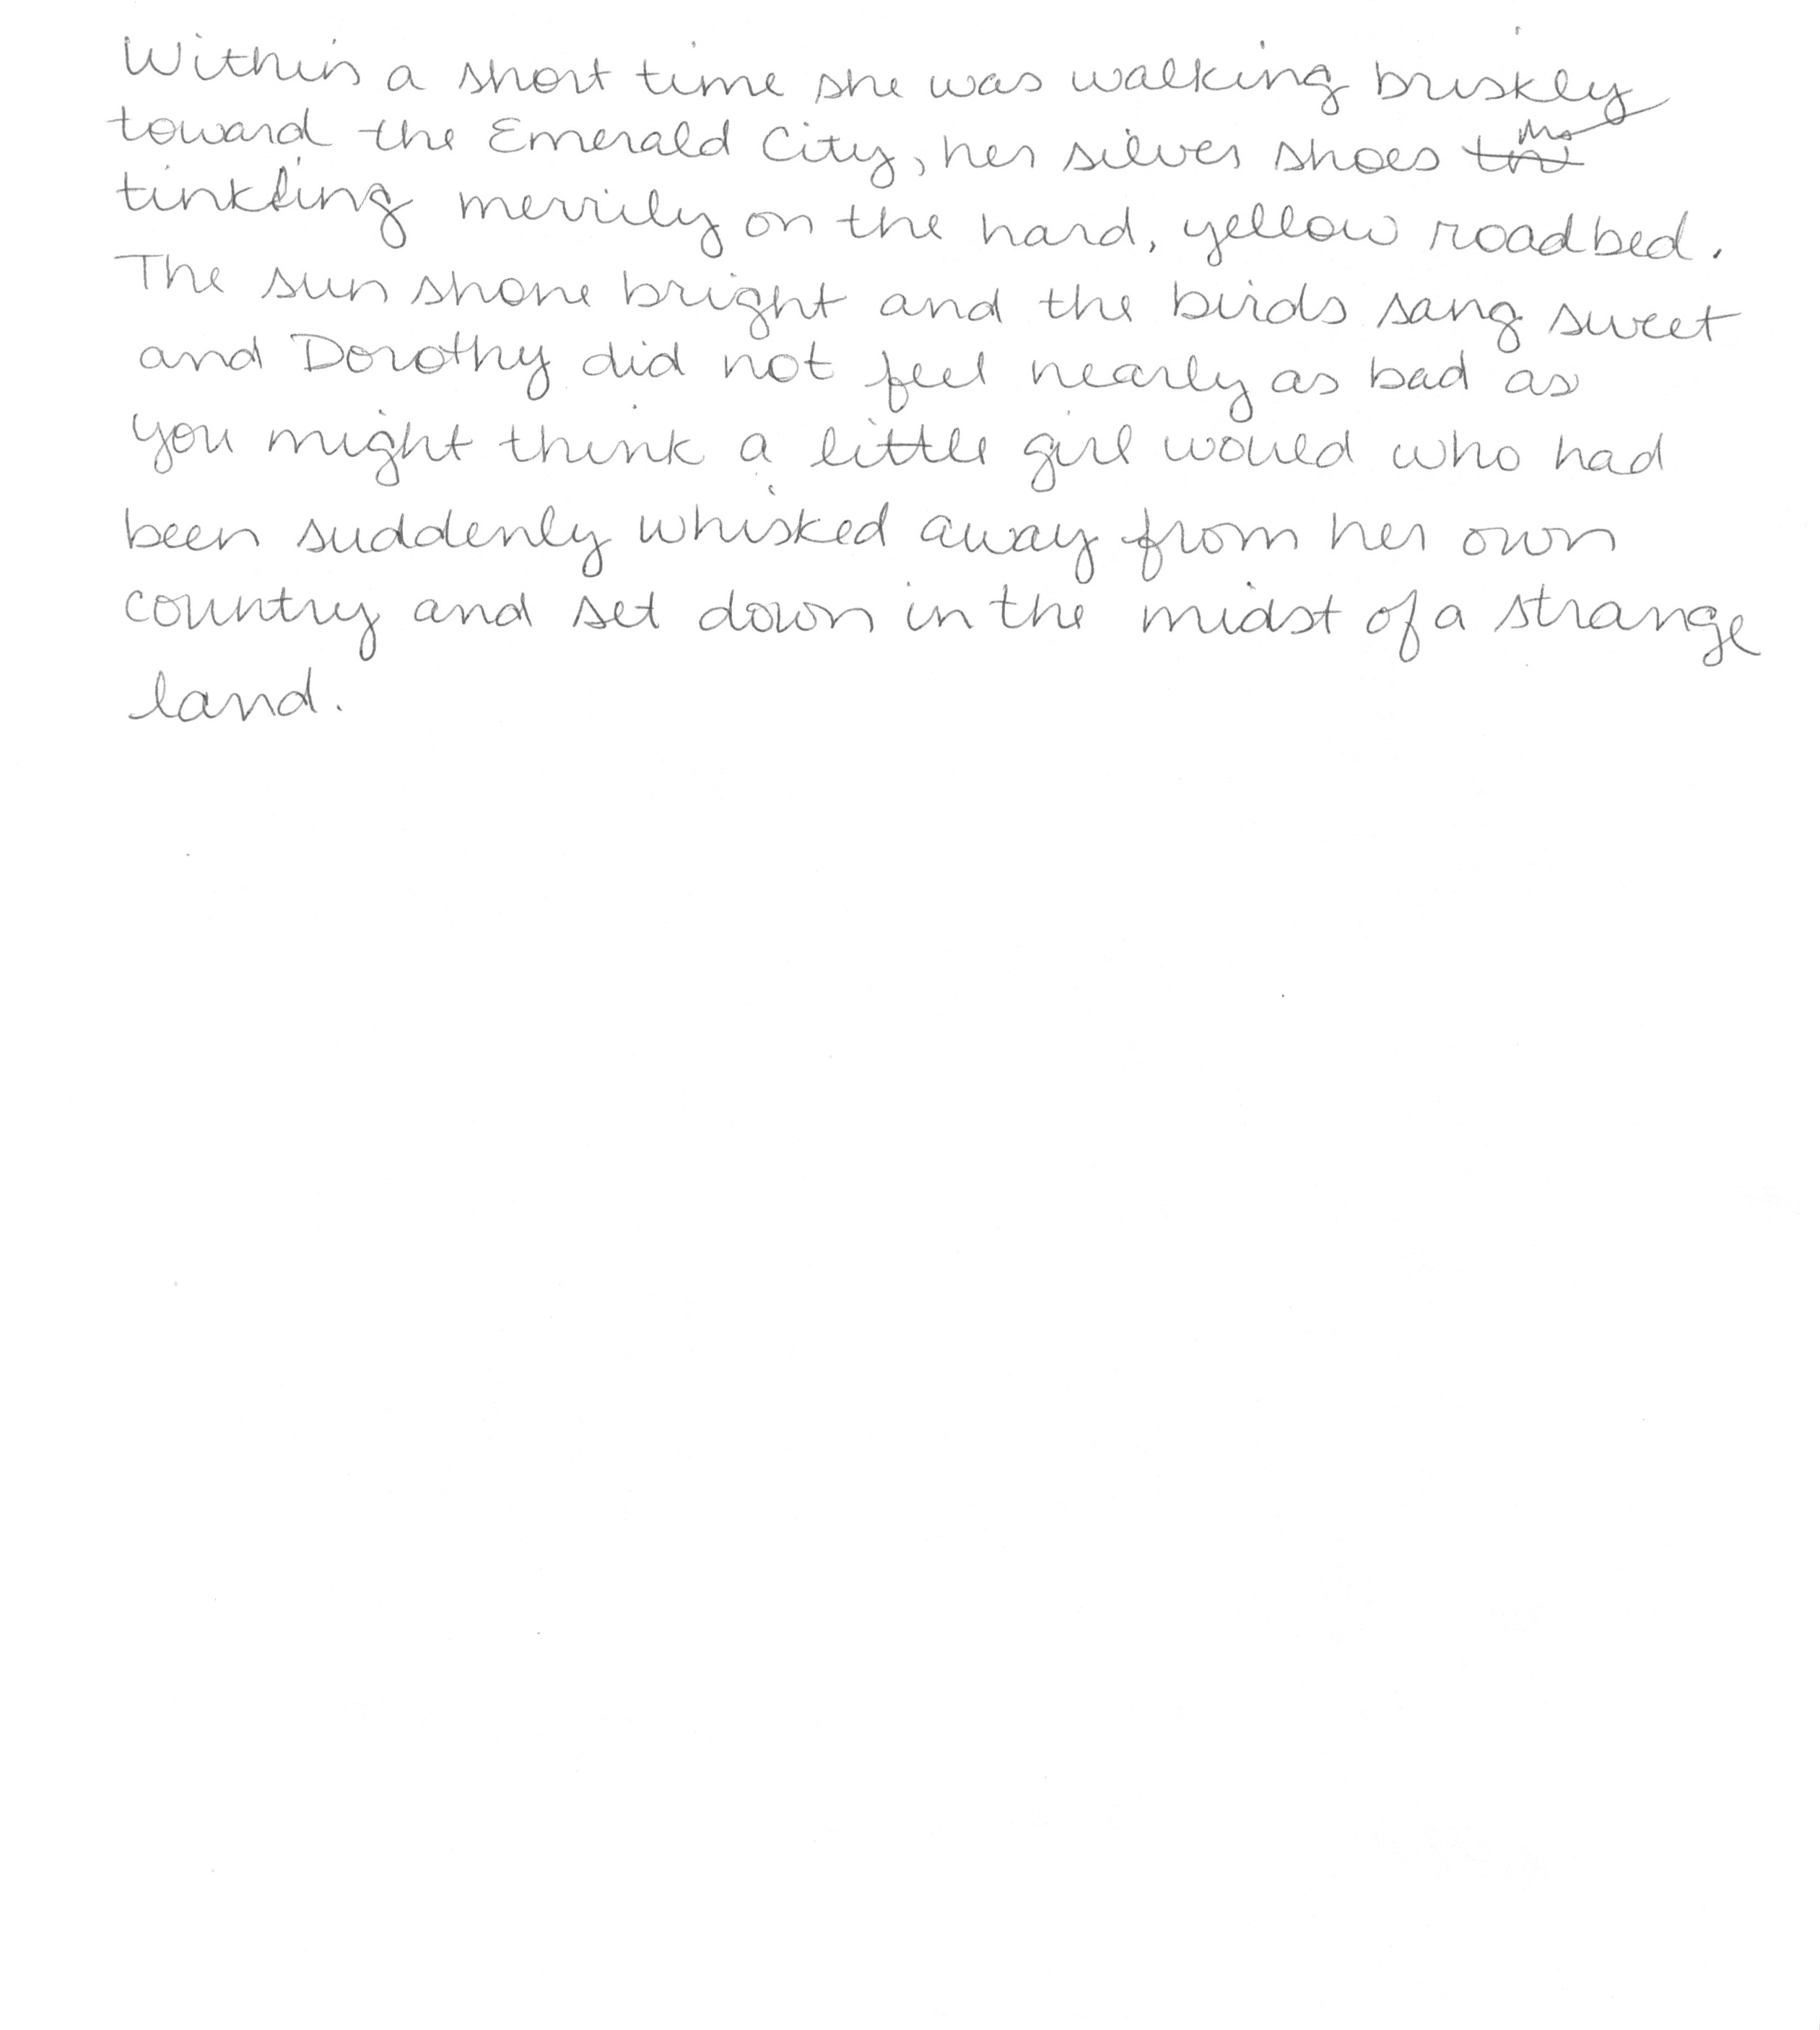 Within a short time she was walking briskly
toward the Emerald City, her silver shoes
tinkling merrily on the hard, yellow roadbed.
The sun shone bright and the birds sang sweet
and Dorothy did not feel nearly as bad as
you might think a little girl would who had
been suddenly whisked away from her own
country and set down in the midst of a strange
land.